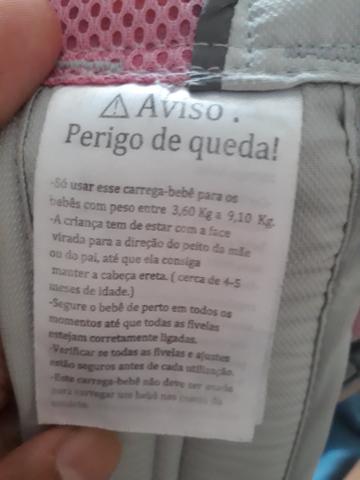 ⚠ Aviso .
Perigo de queda!
-Só usar esse carrega-bebê para os
bebês com peso entre 3,60 Kg a 9,10 Kg.
-A criança tem de estar com a face
virada para a direção do peito da mãe
ou do pai, até que ela consiga
manter a cabeça ereta. ( cerca de 4-5
meses de idade.)
-Segure o bebê de perto em todos os
momentos até que todas as fivelas
estejam corretamente ligadas.
-Verificar se todas as fivelas e ajustes
estão seguros antes de cada utilização.
-Este carrega-bebê não deve ser usado
para carregar um bebê nas costas do
usuário.